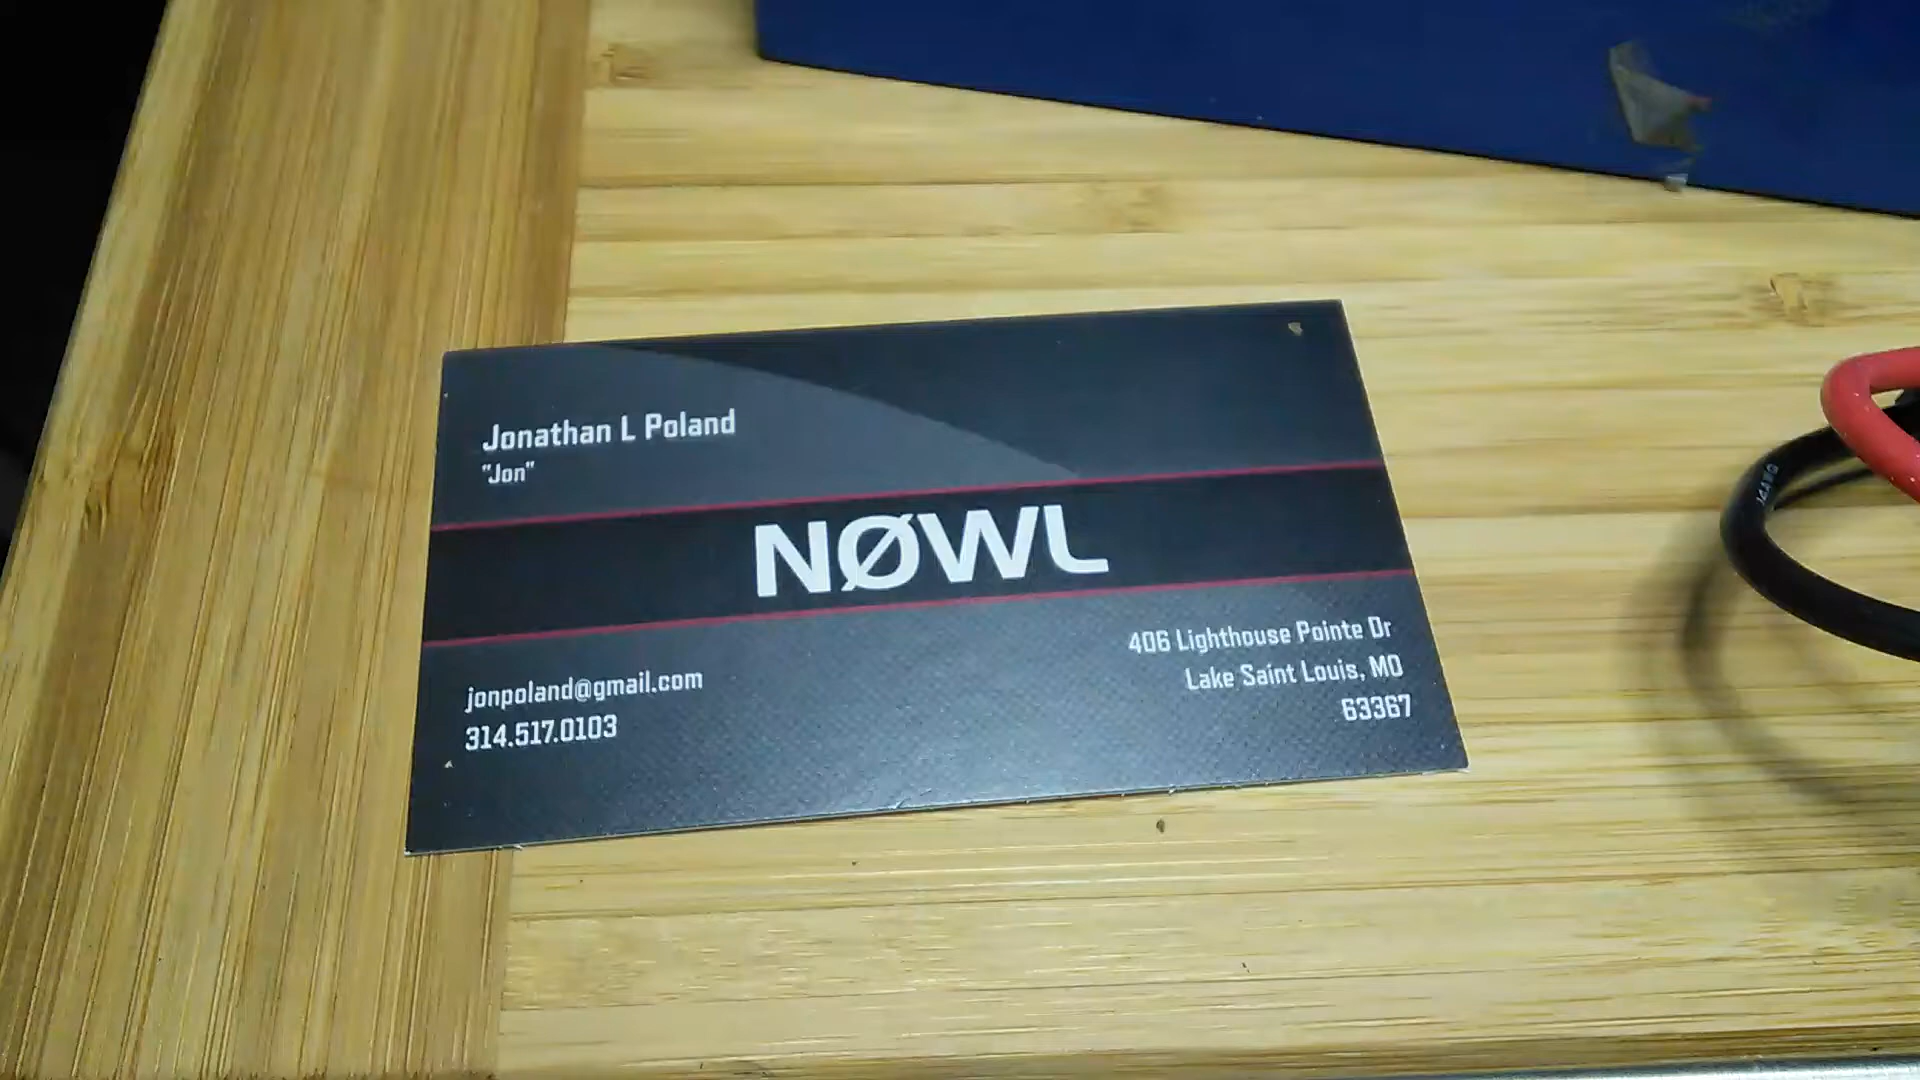 Jonathan L Poland
"Jon"
NØWL
jonpoland@gmail.com
314.517.0103
406 Lighthouse Pointe Dr
Lake Saint Louis, MO
63367
14AWG